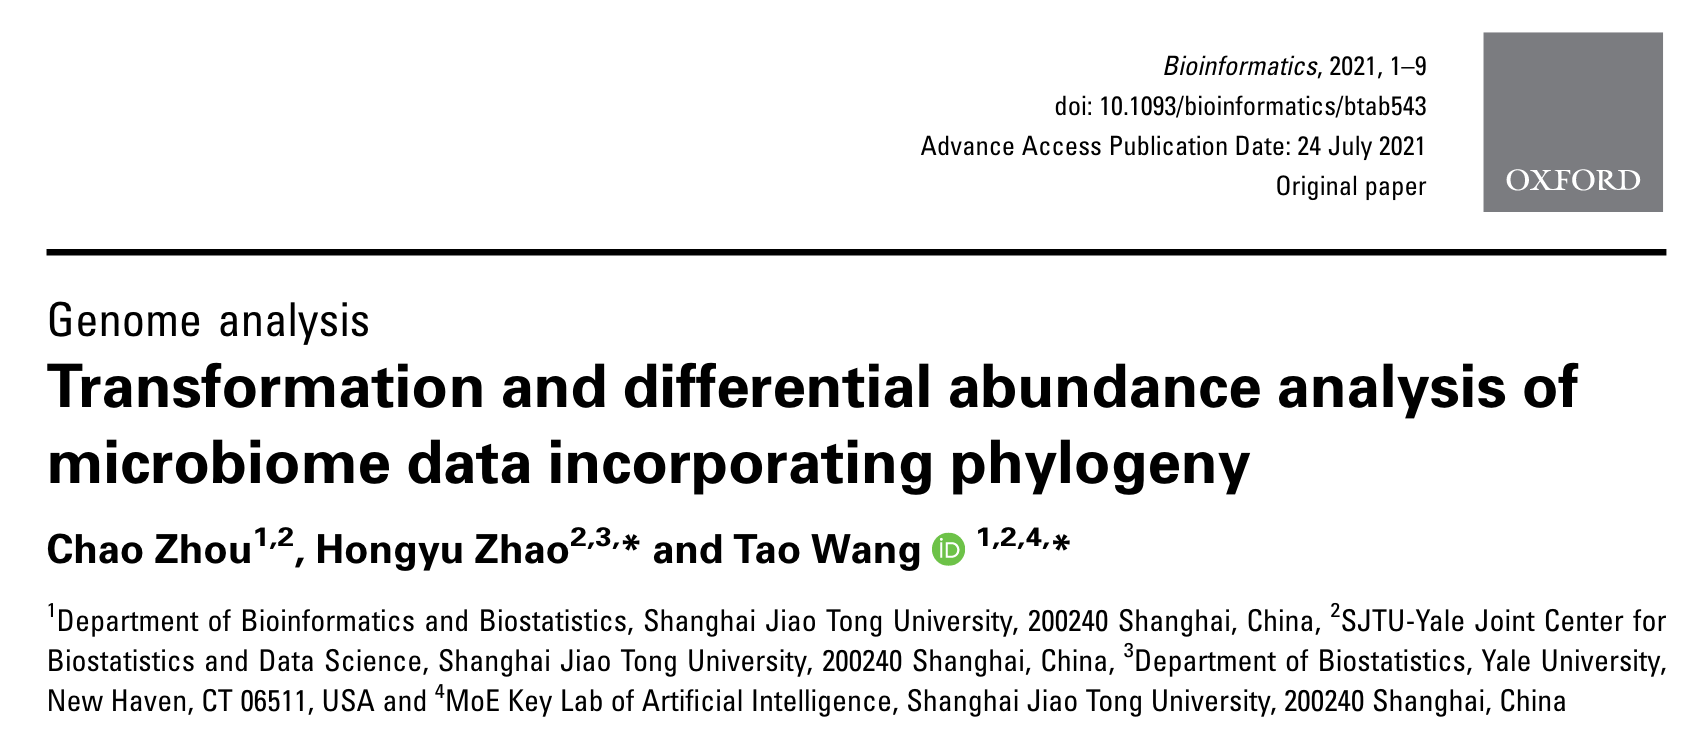 Bioinformatics, 2021, 1–9
doi: 10.1093/bioinformatics/btab543
Advance Access Publication Date: 24 July 2021
Original paper
OXFORD
Genome analysis
Transformation and differential abundance analysis of
microbiome data incorporating phylogeny
Chao Zhou1,2, Hongyu Zhao2,3,* and Tao Wang iD 1,2,4,*
1Department of Bioinformatics and Biostatistics, Shanghai Jiao Tong University, 200240 Shanghai, China, 2SJTU-Yale Joint Center for
Biostatistics and Data Science, Shanghai Jiao Tong University, 200240 Shanghai, China, 3Department of Biostatistics, Yale University,
New Haven, CT 06511, USA and 4MoE Key Lab of Artificial Intelligence, Shanghai Jiao Tong University, 200240 Shanghai, China